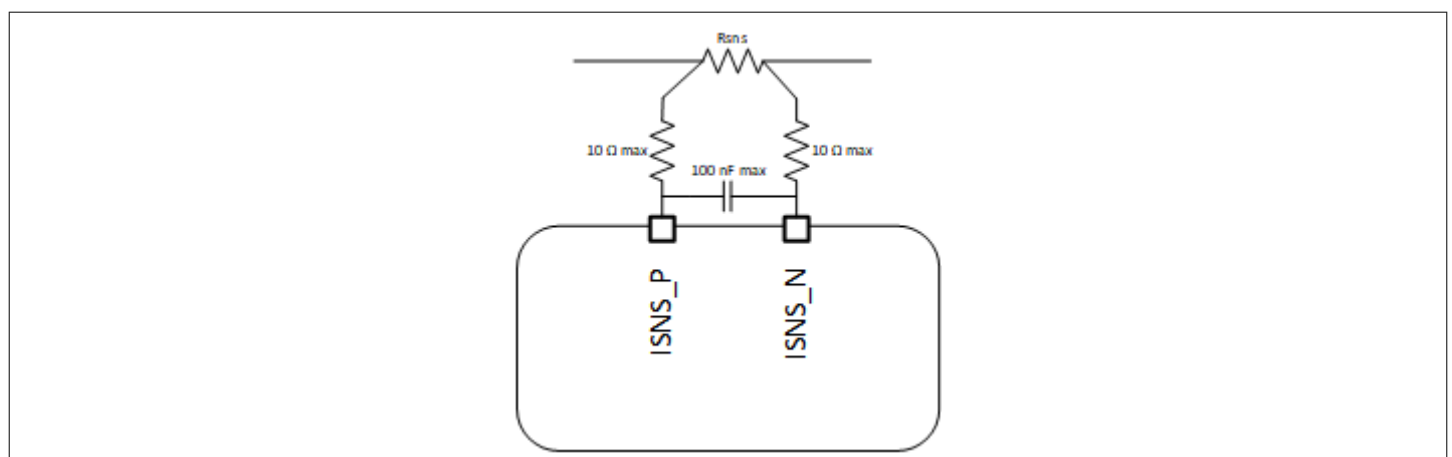 Rsns
10 Ω max
10 Ω max
100 nF max
ISNS_P
ISNS_N